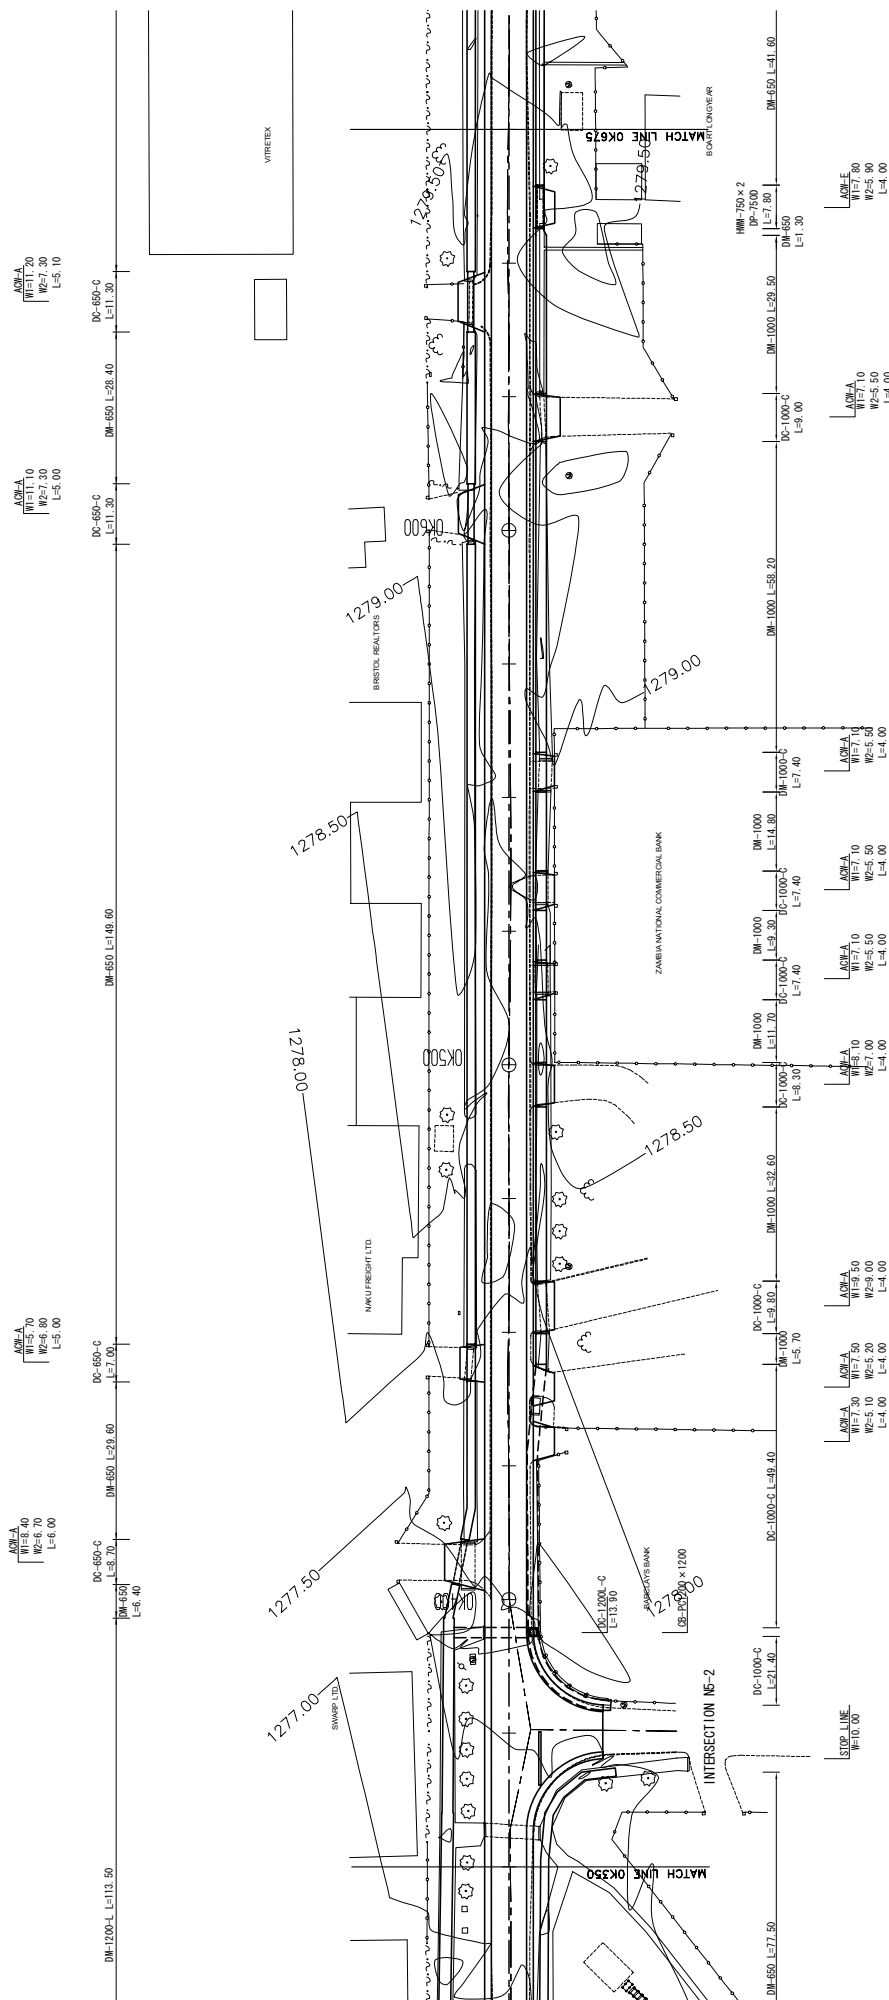 DM-650 L=41.60
BOART LONGYEAR
MATCH LINE 0K675
VITRETEX
1279.50
1279.50
ACW-E
W1=7.80
W2=5.90
L=4.00
HWM-750×2
DP-750D
L=7.80
DM-650
L=1.30
ACW-A
W1=11.20
W2=7.30
L=5.10
DC-650-C
L=11.30
DM-1000 L=29.50
DM-650 L=28.40
ACW-A
W1=7.10
W2=5.50
L=4.00
DC-1000-C
L=9.00
ACW-A
W1=11.10
W2=7.30
L=5.00
DC-650-C
L=11.30
0K600
DM-1000 L=58.20
1279.00
BRISTOL REALTORS
1279.00
ACW-A
W1=7.10
W2=5.50
L=4.00
DM-1000-C
L=7.40
1278.50
DM-1000
L=14.80
ACW-A
W1=7.10
W2=5.50
L=4.00
DC-1000-C
L=7.40
ZAMBIA NATIONAL COMMERCIAL BANK
DM-650 L=149.60
DM-1000
L=9.30
ACW-A
W1=7.10
W2=5.50
L=4.00
DC-1000-C
L=7.40
DM-1000
L=11.70
1278.00
0K500
ACW-A
W1=8.10
W2=7.00
L=4.00
DC-1000-C
L=8.30
1278.50
DM-1000 L=32.60
NAKU FREIGHT LTD.
ACW-A
W1=9.50
W2=9.00
L=4.00
DC-1000-C
L=9.80
ACW-A
W1=5.70
W2=6.80
L=5.00
DC-650-C
L=7.00
DM-1000
L=5.70
ACW-A
W1=7.50
W2=5.20
L=4.00
ACW-A
W1=7.30
W2=5.10
L=4.00
DM-650 L=29.60
DC-1000-C L=49.40
ACW-A
W1=8.40
W2=6.70
L=6.00
DC-650-C
L=8.70
DM-650
L=6.40
1277.50
DC-1200L-C
L=13.90
BARCLAYS BANK
DC-1000-C
L=21.40
1277.00
SWARP LTD.
INTERSECTION N5-2
STOP LINE
W=10.00
MATCH LINE 0K350
DM-1200-L L=113.50
DM-650 L=77.50